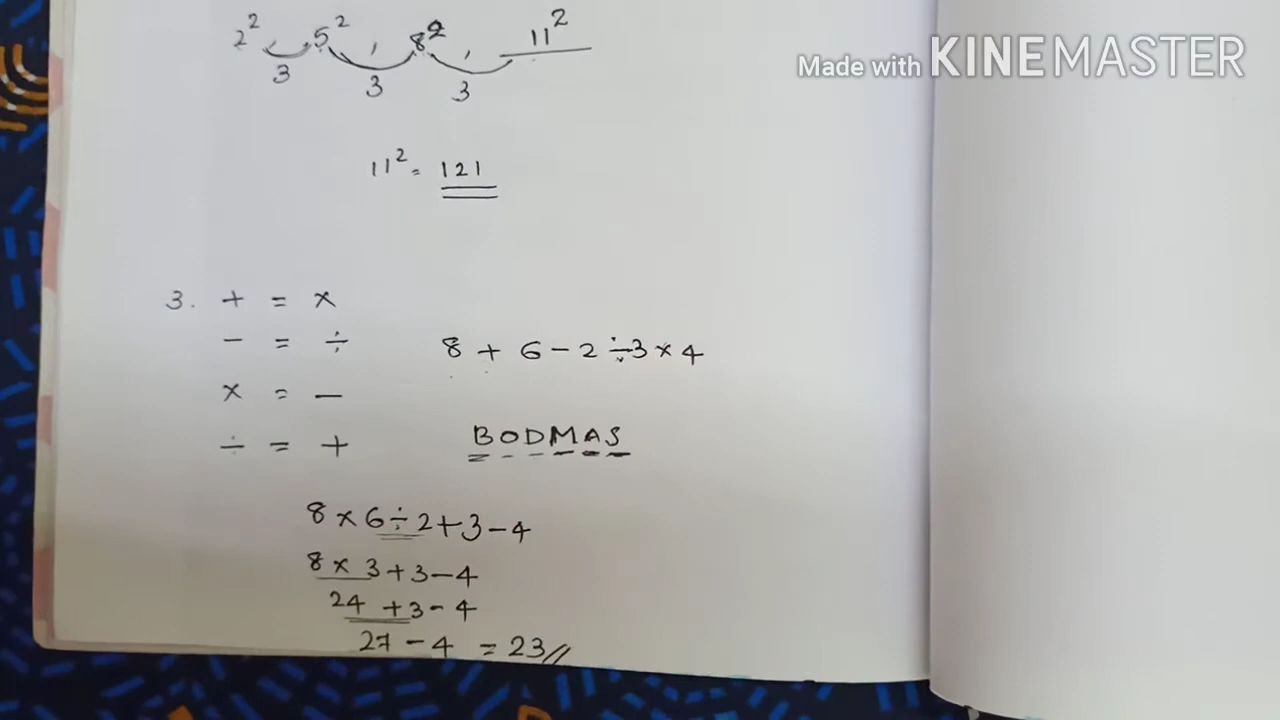 Made with KINEMASTER
2² , 5² , 8² , 11²
3 3 3
11² = 121
3. + = ×
- = ÷
8 + 6 - 2 ÷ 3 × 4
× = -
÷ = +
BODMAS
8 × 6 ÷ 2 + 3 - 4
8 × 3 + 3 - 4
24 + 3 - 4
27 - 4 = 23//